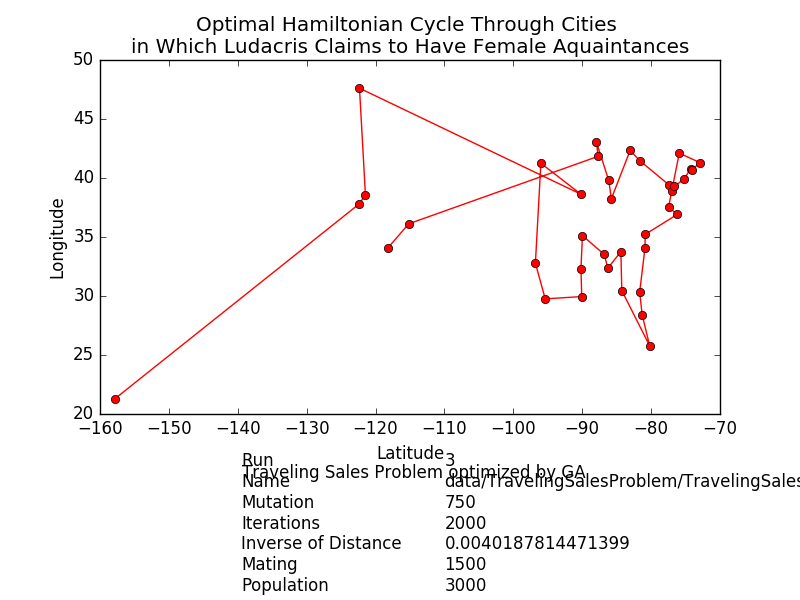 Optimal Hamiltonian Cycle Through Cities
in Which Ludacris Claims to Have Female Aquaintances
50
45
40
35
30
25
20
Longitude
−160 −150 −140 −130 −120 −110 −100 −90 −80 −70
Latitude
Run 3
Traveling Sales Problem optimized by GA
Name data/TravelingSalesProblem/TravelingSales
Mutation 750
Iterations 2000
Inverse of Distance 0.0040187814471399
Mating 1500
Population 3000